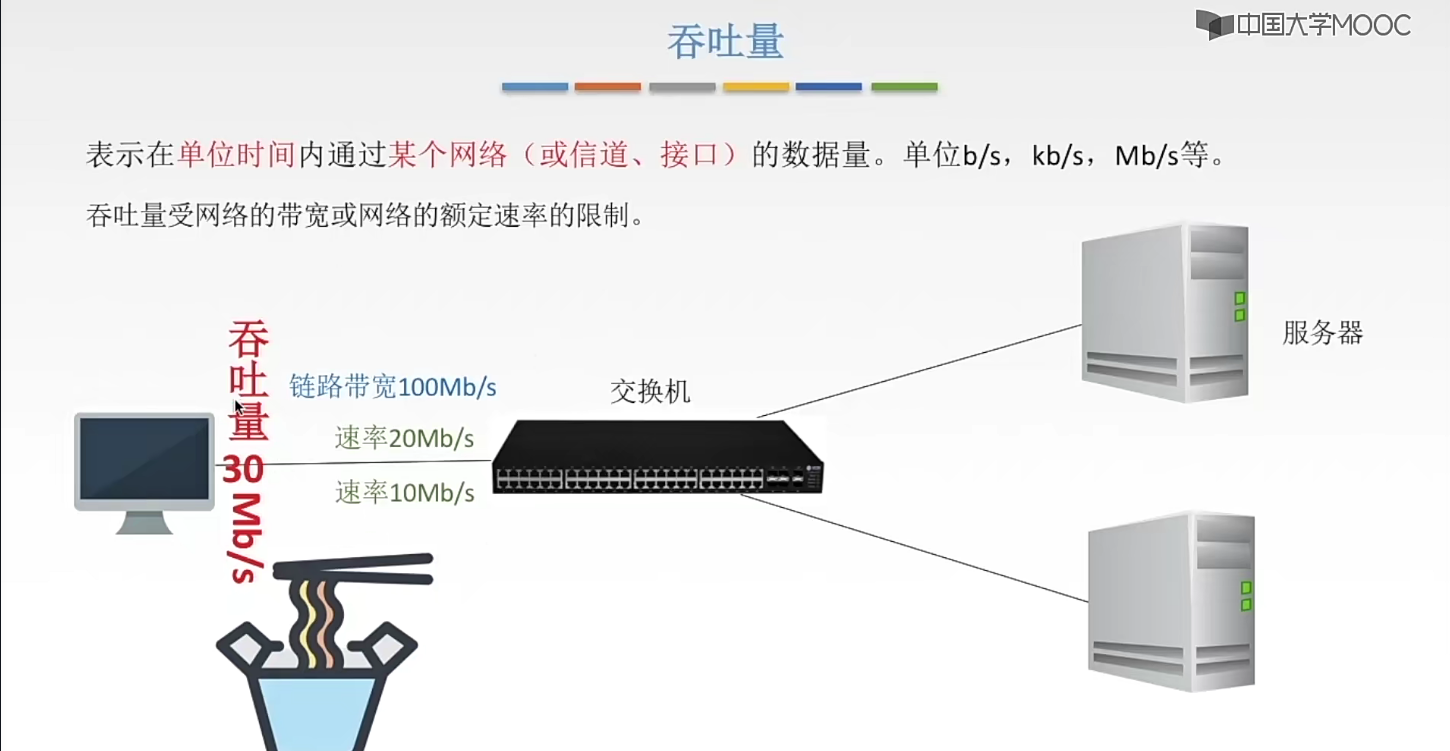 中国大学MOOC
吞吐量
表示在单位时间内通过某个网络（或信道、接口）的数据量。单位b/s，kb/s，Mb/s等。
吞吐量受网络的带宽或网络的额定速率的限制。
服务器
吞吐量30Mb/s
链路带宽100Mb/s
交换机
速率20Mb/s
速率10Mb/s